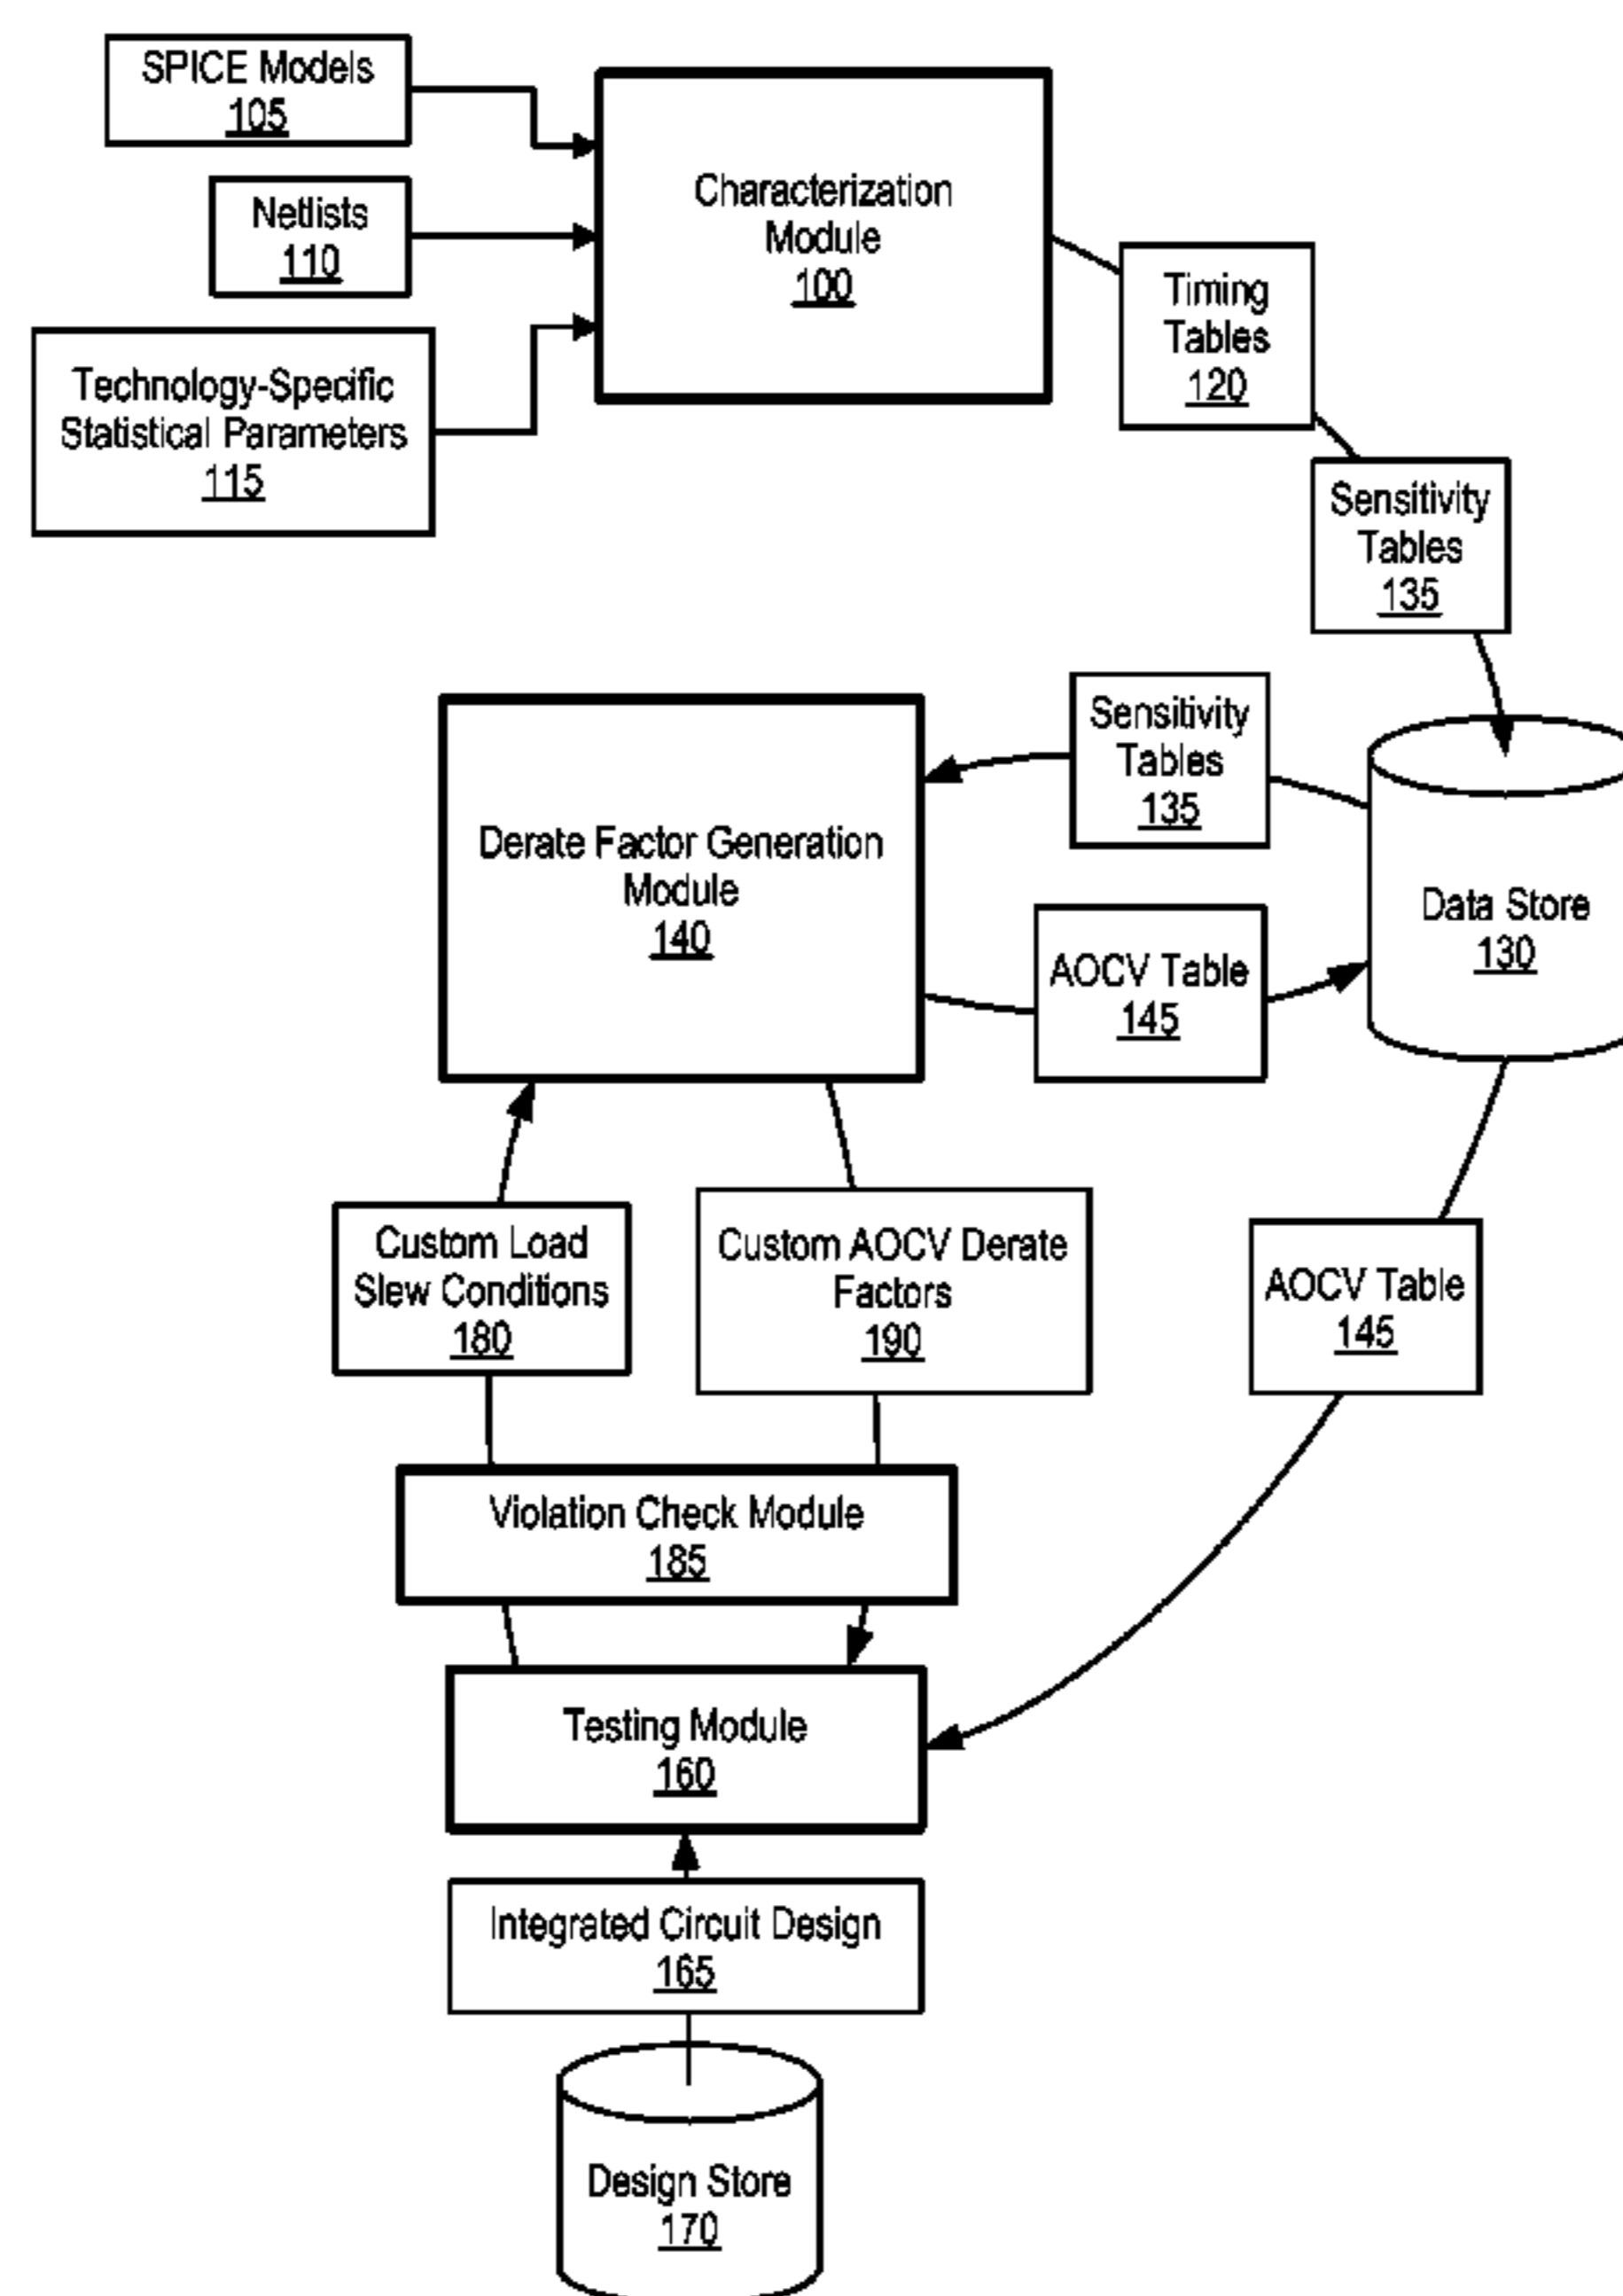 SPICE Models
105
Netlists
110
Technology-Specific
Statistical Parameters
115
Characterization
Module
100
Timing
Tables
120
Sensitivity
Tables
135
Sensitivity
Tables
135
Derate Factor Generation
Module
140
AOCV Table
145
Data Store
130
Custom Load
Slew Conditions
180
Custom AOCV Derate
Factors
190
AOCV Table
145
Violation Check Module
185
Testing Module
160
Integrated Circuit Design
165
Design Store
170